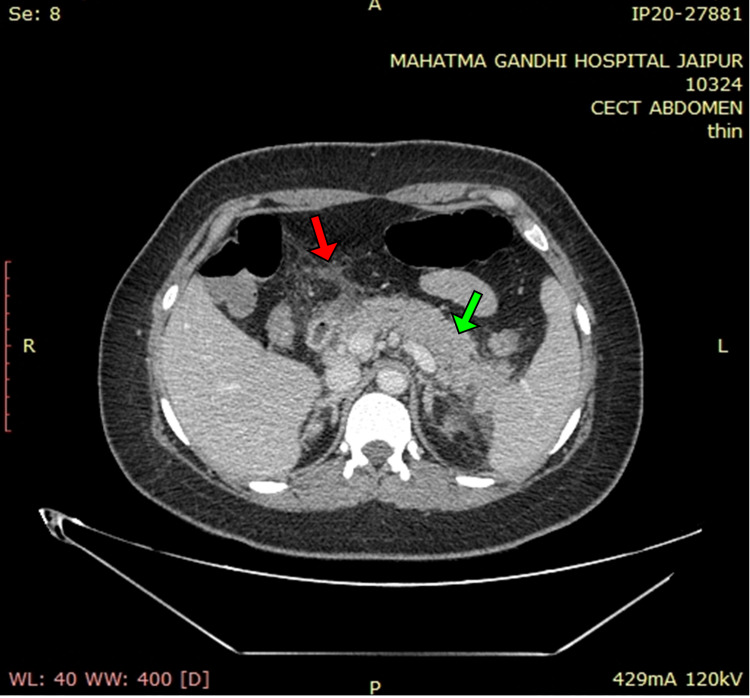 Se: 8
A
IP20-27881
MAHATMA GANDHI HOSPITAL JAIPUR
10324
CECT ABDOMEN
thin
R
L
WL: 40 WW: 400 [D]
P
429mA 120kV